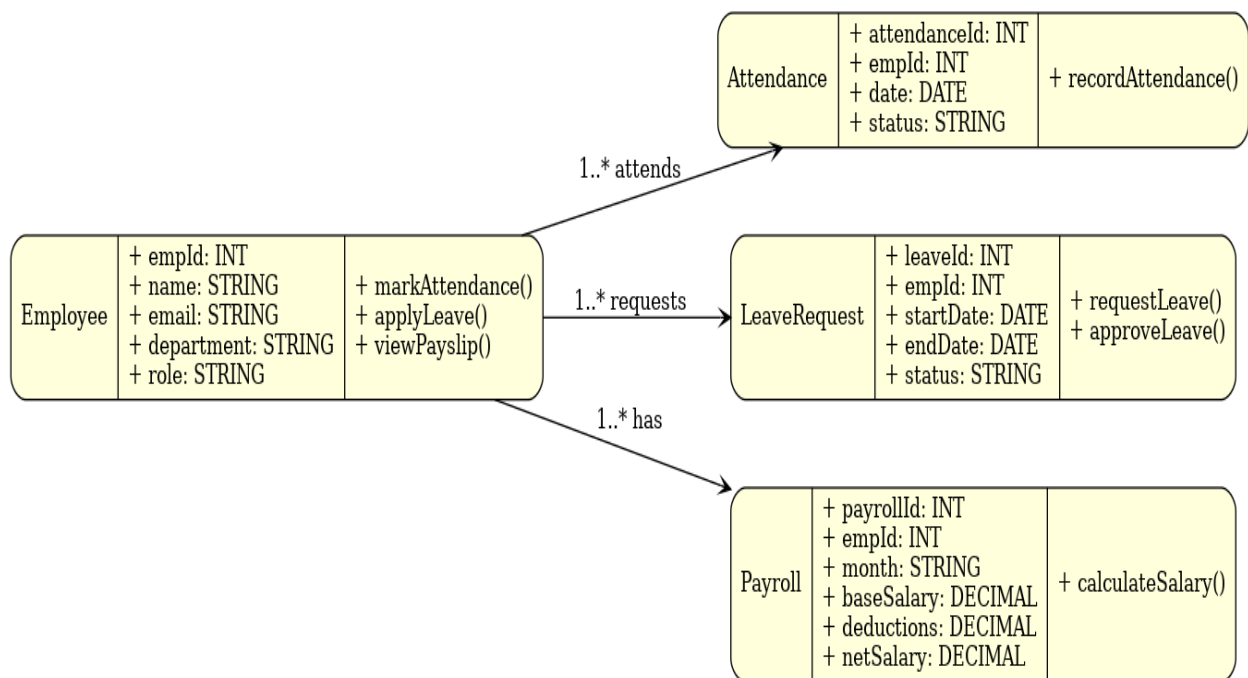 Attendance
+ attendanceId: INT
+ empId: INT
+ date: DATE
+ status: STRING
+ recordAttendance()
1..* attends
Employee
+ empId: INT
+ name: STRING
+ email: STRING
+ department: STRING
+ role: STRING
+ markAttendance()
+ applyLeave()
+ viewPayslip()
1..* requests
LeaveRequest
+ leaveId: INT
+ empId: INT
+ startDate: DATE
+ endDate: DATE
+ status: STRING
+ requestLeave()
+ approveLeave()
1..* has
Payroll
+ payrollId: INT
+ empId: INT
+ month: STRING
+ baseSalary: DECIMAL
+ deductions: DECIMAL
+ netSalary: DECIMAL
+ calculateSalary()